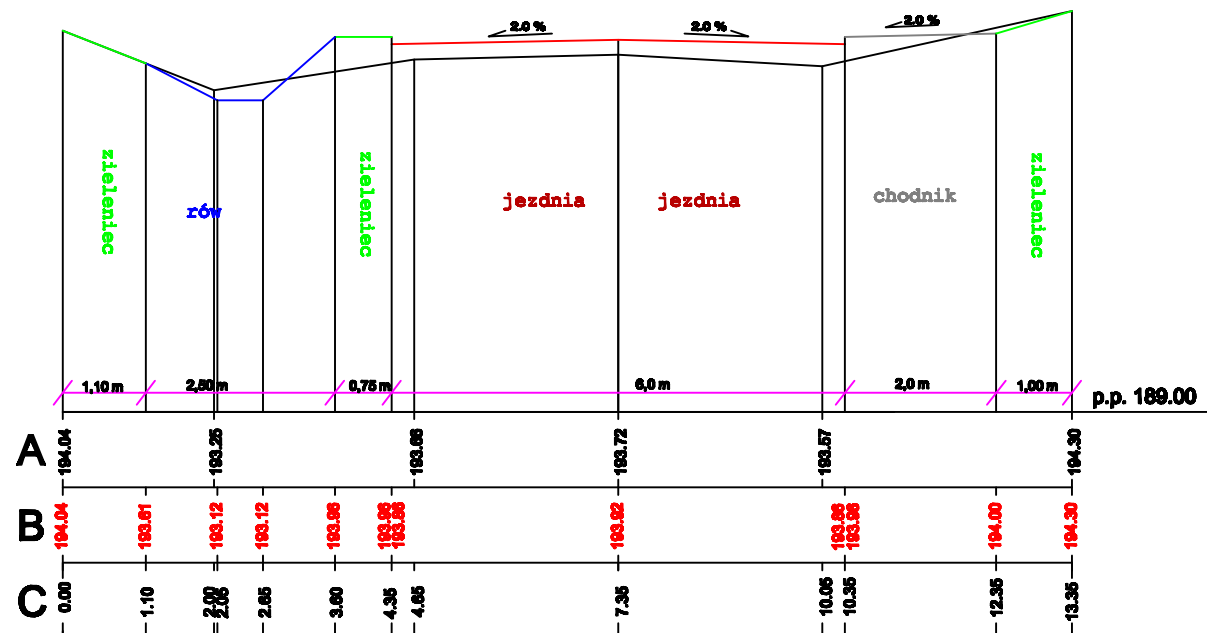 2.0 % 2.0 % 2.0 %
zieleniec
rów
zieleniec
jezdnia jezdnia
chodnik
zieleniec
1,10 m 2,50 m 0,75 m 6,0 m 2,0 m 1,00 m
p.p. 189.00
A 194.04 193.25 193.66 193.72 193.57 194.30
B 194.04 193.61 193.12 193.12 193.96 193.96 193.86 193.92 193.86 193.96 194.00 194.30
C 0.00 1.10 2.00 2.05 2.65 3.60 4.35 4.65 7.35 10.05 10.35 12.35 13.35